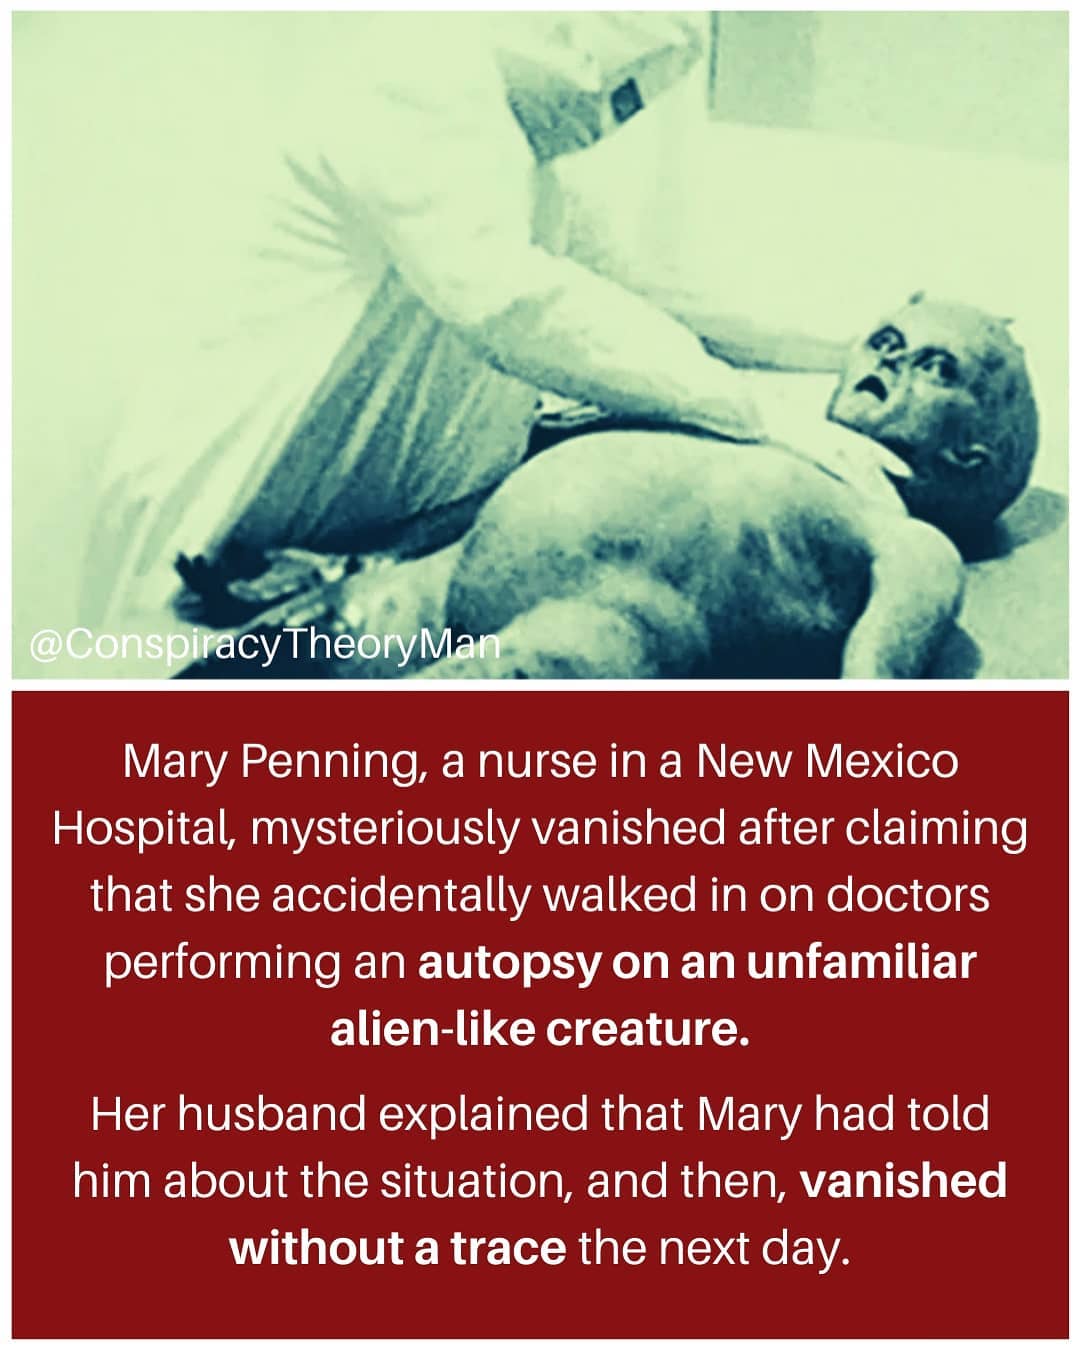 @ConspiracyTheoryMan
Mary Penning, a nurse in a New Mexico
Hospital, mysteriously vanished after claiming
that she accidentally walked in on doctors
performing an autopsy on an unfamiliar
alien-like creature.
Her husband explained that Mary had told
him about the situation, and then, vanished
without a trace the next day.